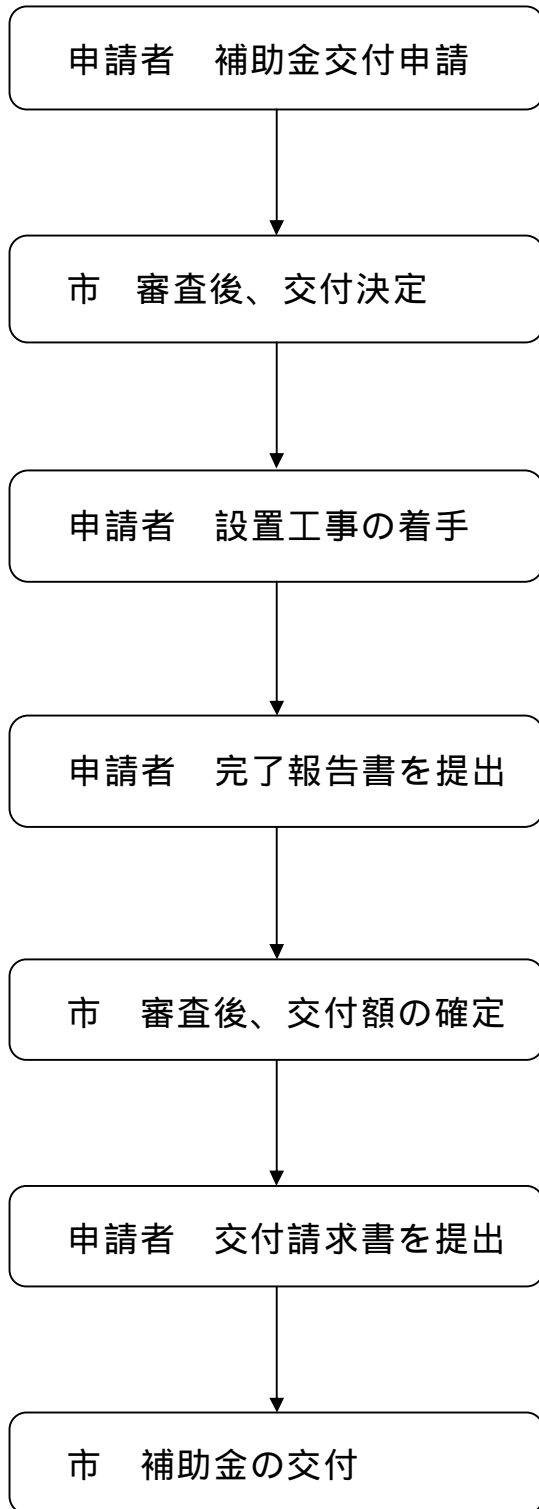 申請者　補助金交付申請
市　審査後、交付決定
申請者　設置工事の着手
申請者　完了報告書を提出
市　審査後、交付額の確定
申請者　交付請求書を提出
市　補助金の交付